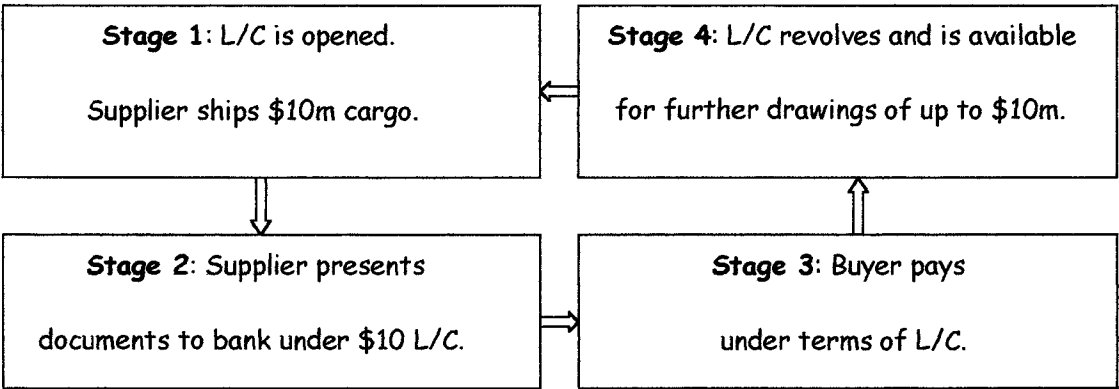 Stage 1: L/C is opened.
Supplier ships $10m cargo.
Stage 2: Supplier presents
documents to bank under $10 L/C.
Stage 3: Buyer pays
under terms of L/C.
Stage 4: L/C revolves and is available
for further drawings of up to $10m.